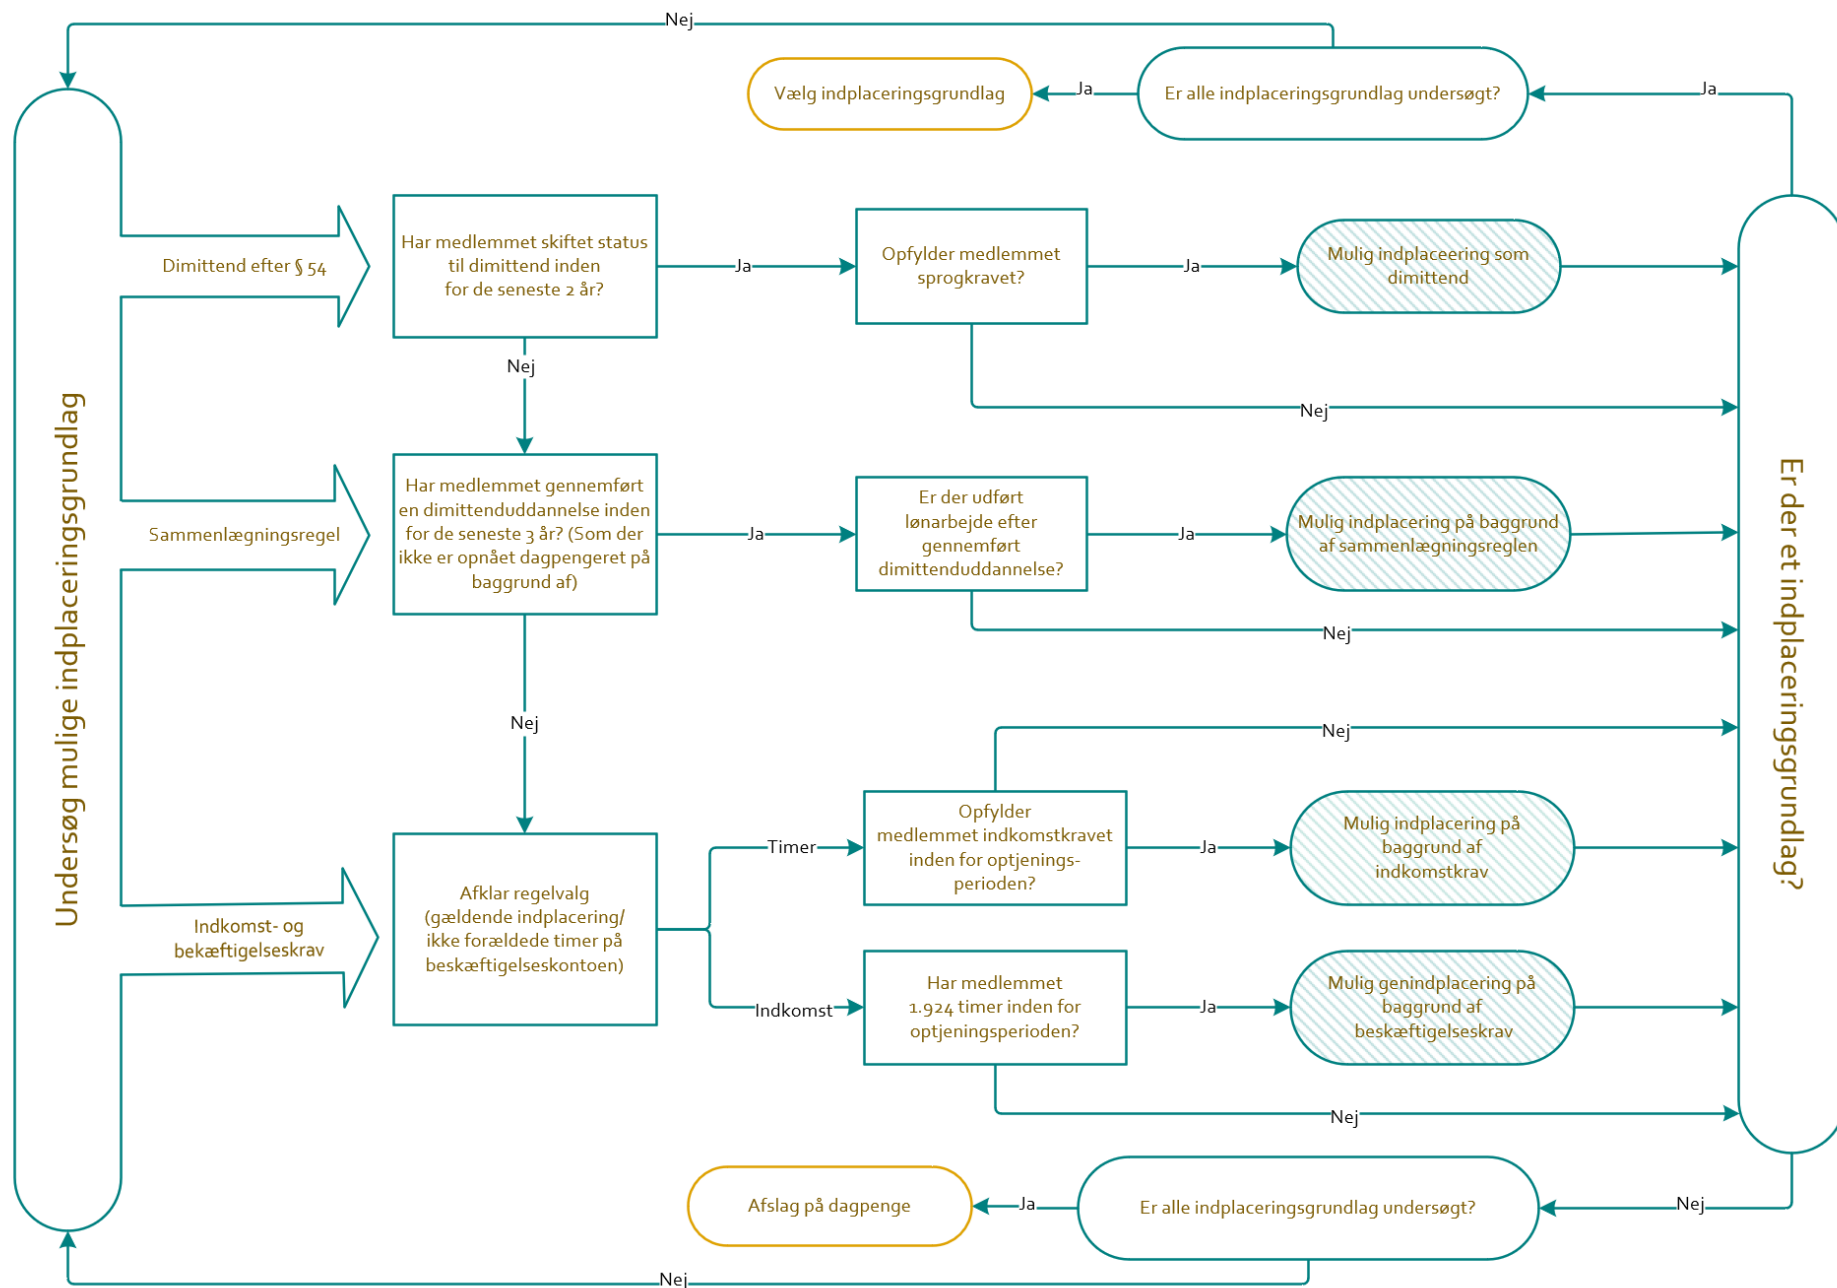 Nej
Vælg indplaceringsgrundlag
Ja
Er alle indplaceringsgrundlag undersøgt?
Ja
Undersøg mulige indplaceringsgrundlag
Dimittend efter § 54
Har medlemmet skiftet status
til dimittend inden
for de seneste 2 år?
Ja
Opfylder medlemmet
sprogkravet?
Ja
Mulig indplaceering som
dimittend
Nej
Nej
Sammenlægningsregel
Har medlemmet gennemført
en dimittenduddannelse inden
for de seneste 3 år? (Som der
ikke er opnået dagpengeret på
baggrund af)
Ja
Er der udført
lønarbejde efter
gennemført
dimittenduddannelse?
Ja
Mulig indplacering på baggrund
af sammenlægningsreglen
Nej
Nej
Er der et indplaceringsgrundlag?
Nej
Indkomst- og
bekæftigelseskrav
Afklar regelvalg
(gældende indplacering/
ikke forældede timer på
beskæftigelseskontoen)
Timer
Opfylder
medlemmet indkomstkravet
inden for optjenings-
perioden?
Ja
Mulig indplacering på
baggrund af
indkomstkrav
Indkomst
Har medlemmet
1.924 timer inden for
optjeningsperioden?
Ja
Mulig genindplacering på
baggrund af
beskæftigelseskrav
Nej
Afslag på dagpenge
Ja
Er alle indplaceringsgrundlag undersøgt?
Nej
Nej